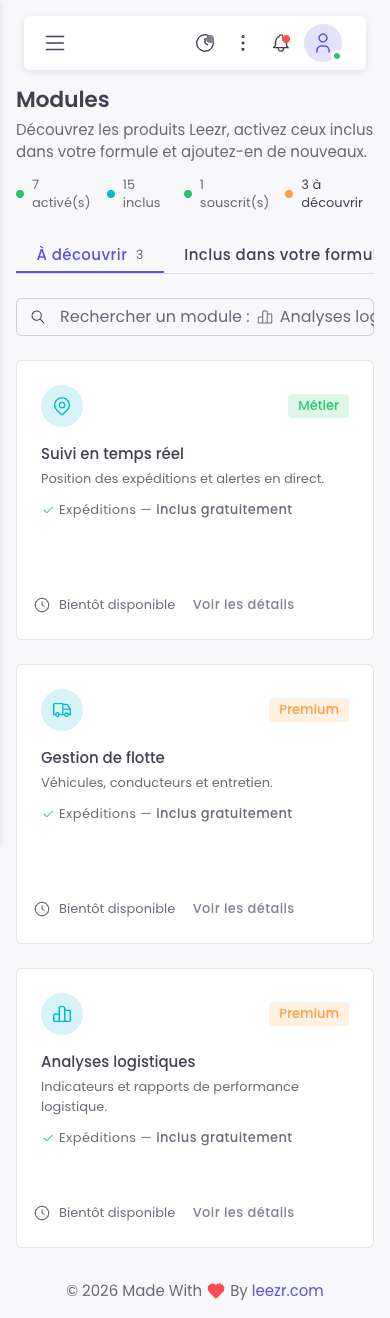 Modules
Découvrez les produits Leezr, activez ceux inclus
dans votre formule et ajoutez-en de nouveaux.
7
activé(s)
15
inclus
1
souscrit(s)
3 à
découvrir
À découvrir 3
Inclus dans votre formu
Rechercher un module : Analyses log
Métier
Suivi en temps réel
Position des expéditions et alertes en direct.
Expéditions — Inclus gratuitement
Bientôt disponible Voir les détails
Premium
Gestion de flotte
Véhicules, conducteurs et entretien.
Expéditions — Inclus gratuitement
Bientôt disponible Voir les détails
Premium
Analyses logistiques
Indicateurs et rapports de performance
logistique.
Expéditions — Inclus gratuitement
Bientôt disponible Voir les détails
© 2026 Made With ❤ By leezr.com